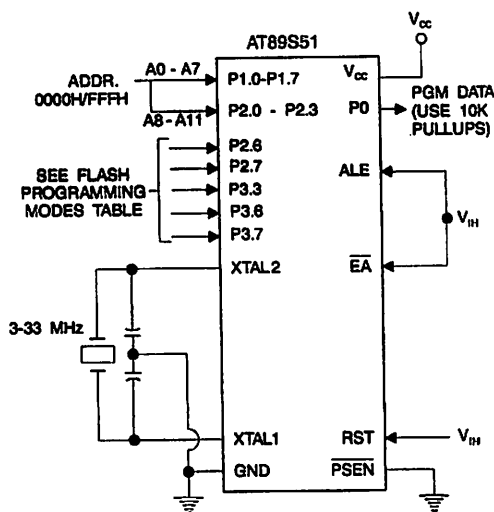 AT89S51
VCC
ADDR.
0000H/FFFH
A0 - A7
A8 - A11
P1.0-P1.7
P2.0 - P2.3
VCC
P0
PGM DATA
(USE 10K
PULLUPS)
SEE FLASH
PROGRAMMING
MODES TABLE
P2.6
P2.7
P3.3
P3.6
P3.7
ALE
VIH
EA
XTAL2
3-33 MHz
XTAL1
RST
VIH
GND
PSEN